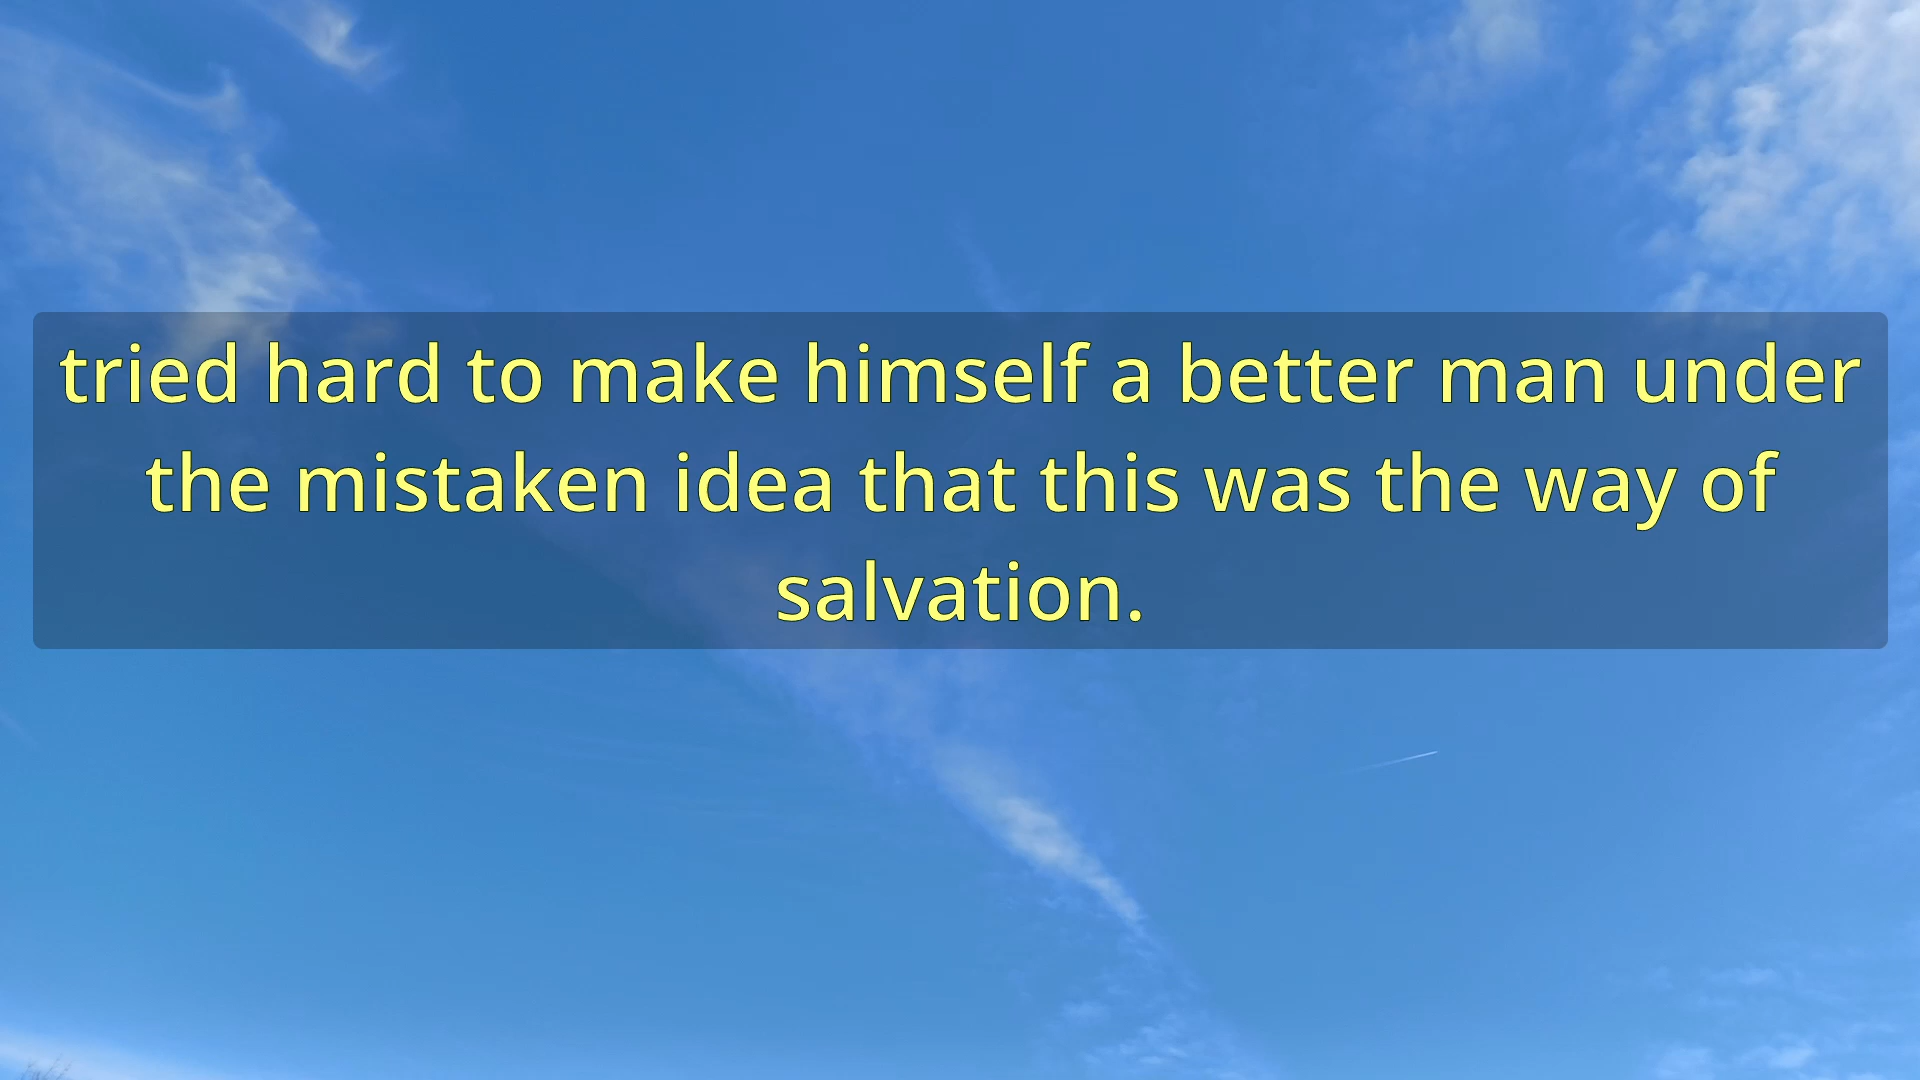 tried hard to make himself a better man under
the mistaken idea that this was the way of
salvation.